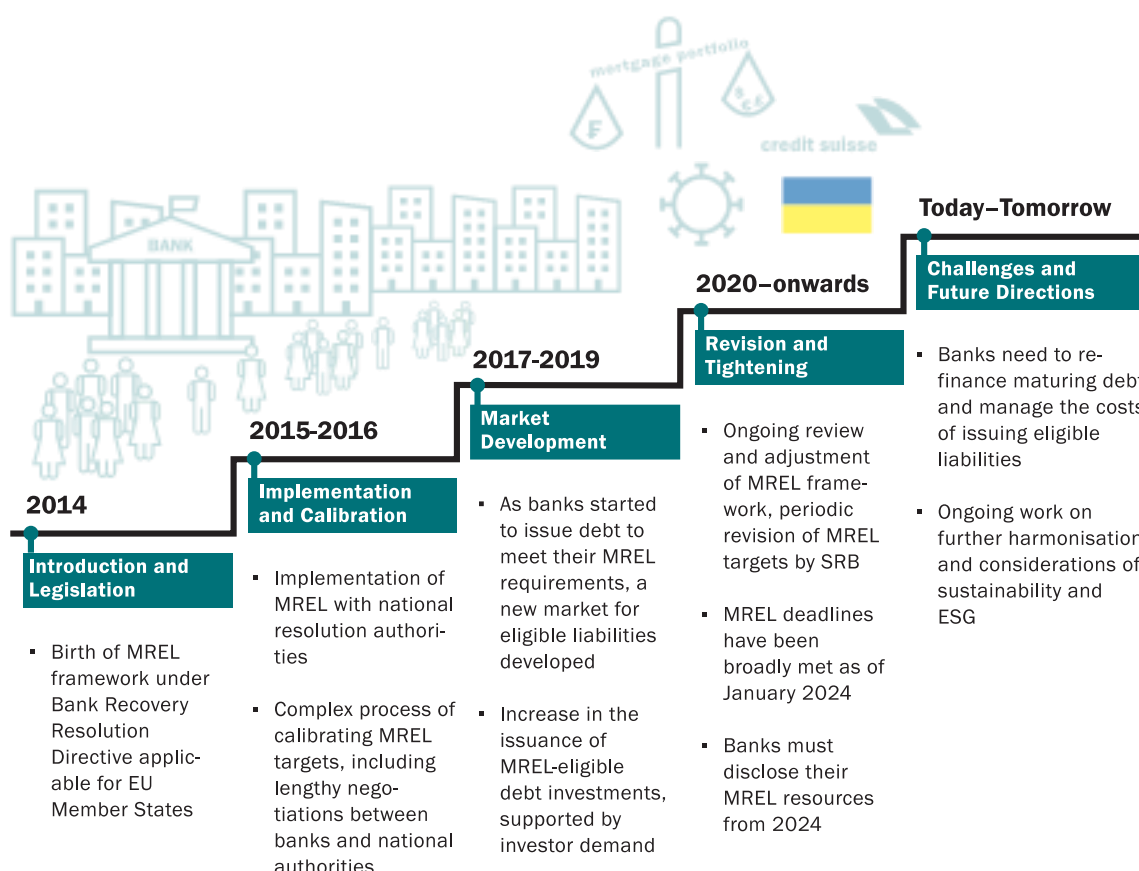 mortgage portfolio
₣
$
¢ £
credit suisse
BANK
2014
Introduction and
Legislation
▪ Birth of MREL
framework under
Bank Recovery
Resolution
Directive applic-
able for EU
Member States
2015-2016
Implementation
and Calibration
▪ Implementation of
MREL with national
resolution authori-
ties
▪ Complex process of
calibrating MREL
targets, including
lengthy nego-
tiations between
banks and national
authorities
2017-2019
Market
Development
▪ As banks started
to issue debt to
meet their MREL
requirements, a
new market for
eligible liabilities
developed
▪ Increase in the
issuance of
MREL-eligible
debt investments,
supported by
investor demand
2020–onwards
Revision and
Tightening
▪ Ongoing review
and adjustment
of MREL frame-
work, periodic
revision of MREL
targets by SRB
▪ MREL deadlines
have been
broadly met as of
January 2024
▪ Banks must
disclose their
MREL resources
from 2024
Today–Tomorrow
Challenges and
Future Directions
▪ Banks need to re-
finance maturing debt
and manage the costs
of issuing eligible
liabilities
▪ Ongoing work on
further harmonisation
and considerations of
sustainability and
ESG